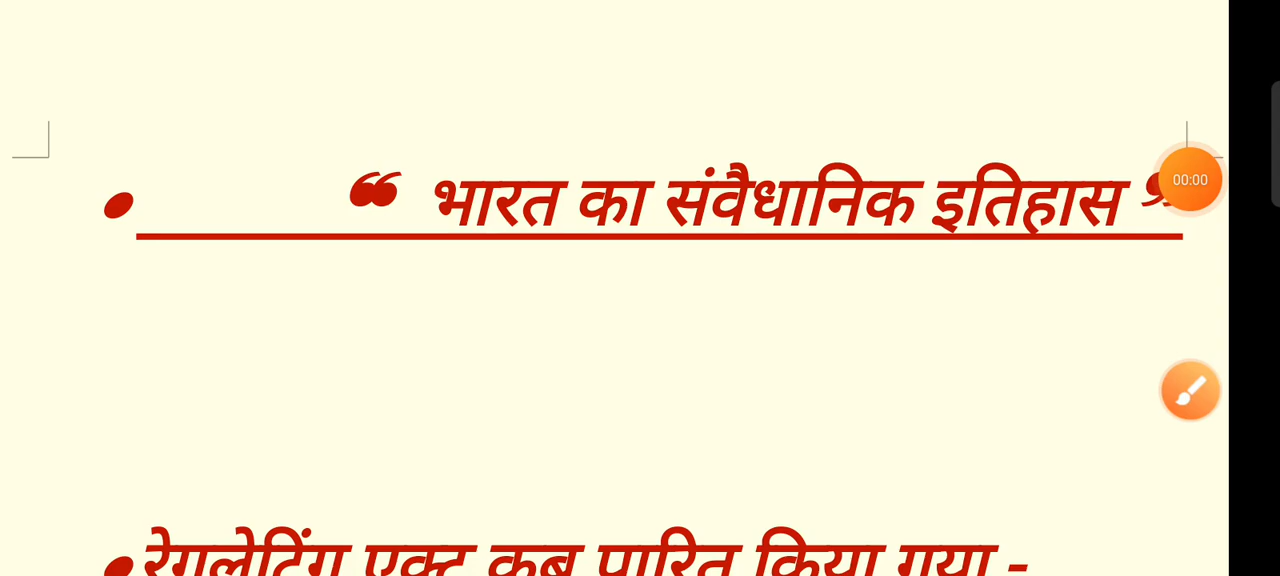 • “ भारत का संवैधानिक इतिहास ”
00:00
• रेगुलेटिंग एक्ट कब पारित किया गया -